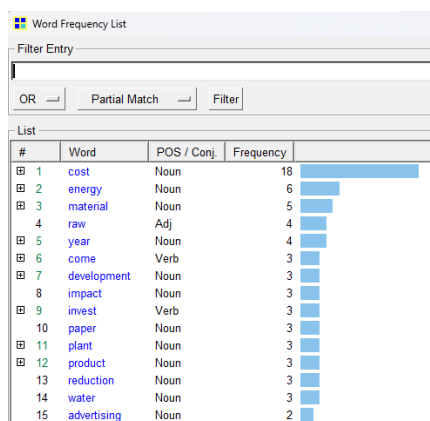 Word Frequency List
Filter Entry
OR Partial Match Filter
List
# Word POS / Conj. Frequency
1 cost Noun 18
2 energy Noun 6
3 material Noun 5
4 raw Adj 4
5 year Noun 4
6 come Verb 3
7 development Noun 3
8 impact Noun 3
9 invest Verb 3
10 paper Noun 3
11 plant Noun 3
12 product Noun 3
13 reduction Noun 3
14 water Noun 3
15 advertising Noun 2